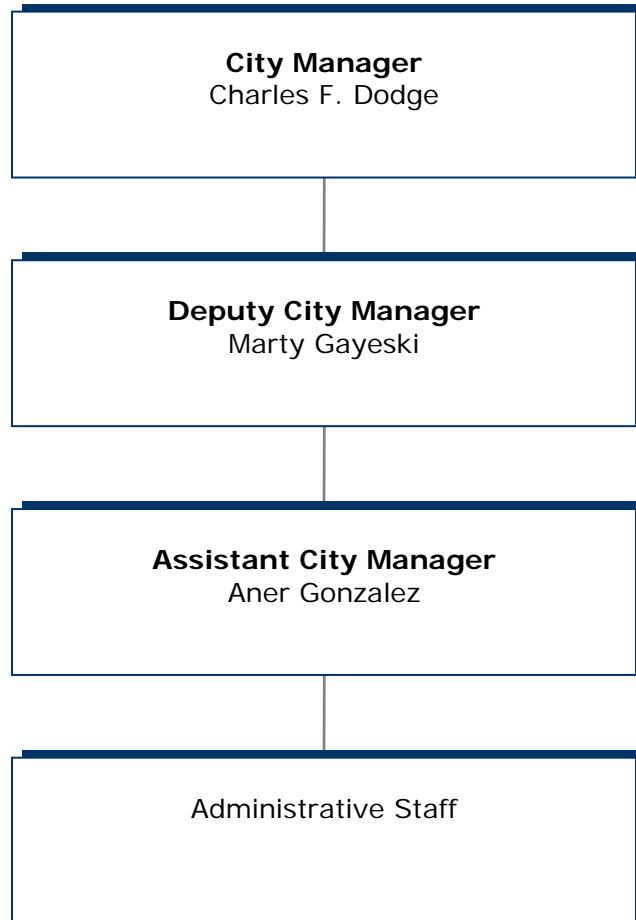 City Manager
Charles F. Dodge
Deputy City Manager
Marty Gayeski
Assistant City Manager
Aner Gonzalez
Administrative Staff